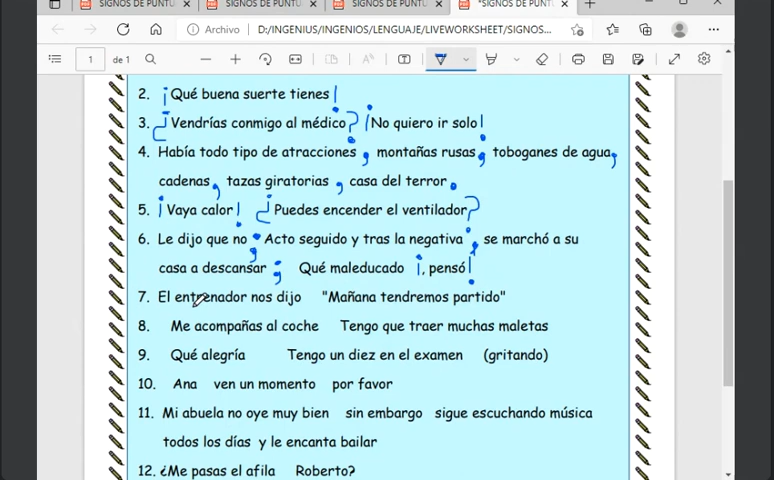 SIGNOS DE PUNTU SIGNOS DE PUNTU SIGNOS DE PUNTU *SIGNOS DE PUNTU
Archivo D:/INGENIUS/INGENIOS/LENGUAJE/LIVEWORKSHEET/SIGNOS...
1 de 1
2. ¡Qué buena suerte tienes!
3. ¿Vendrías conmigo al médico? ¡No quiero ir solo!
4. Había todo tipo de atracciones, montañas rusas; toboganes de agua,
cadenas, tazas giratorias, casa del terror.
5. ¡Vaya calor! ¿Puedes encender el ventilador?
6. Le dijo que no; Acto seguido y tras la negativa, se marchó a su
casa a descansar; Qué maleducado ¡, pensó!
7. El entrenador nos dijo "Mañana tendremos partido"
8. Me acompañas al coche Tengo que traer muchas maletas
9. Qué alegría Tengo un diez en el examen (gritando)
10. Ana ven un momento por favor
11. Mi abuela no oye muy bien sin embargo sigue escuchando música
todos los días y le encanta bailar
12. ¿Me pasas el afila Roberto?